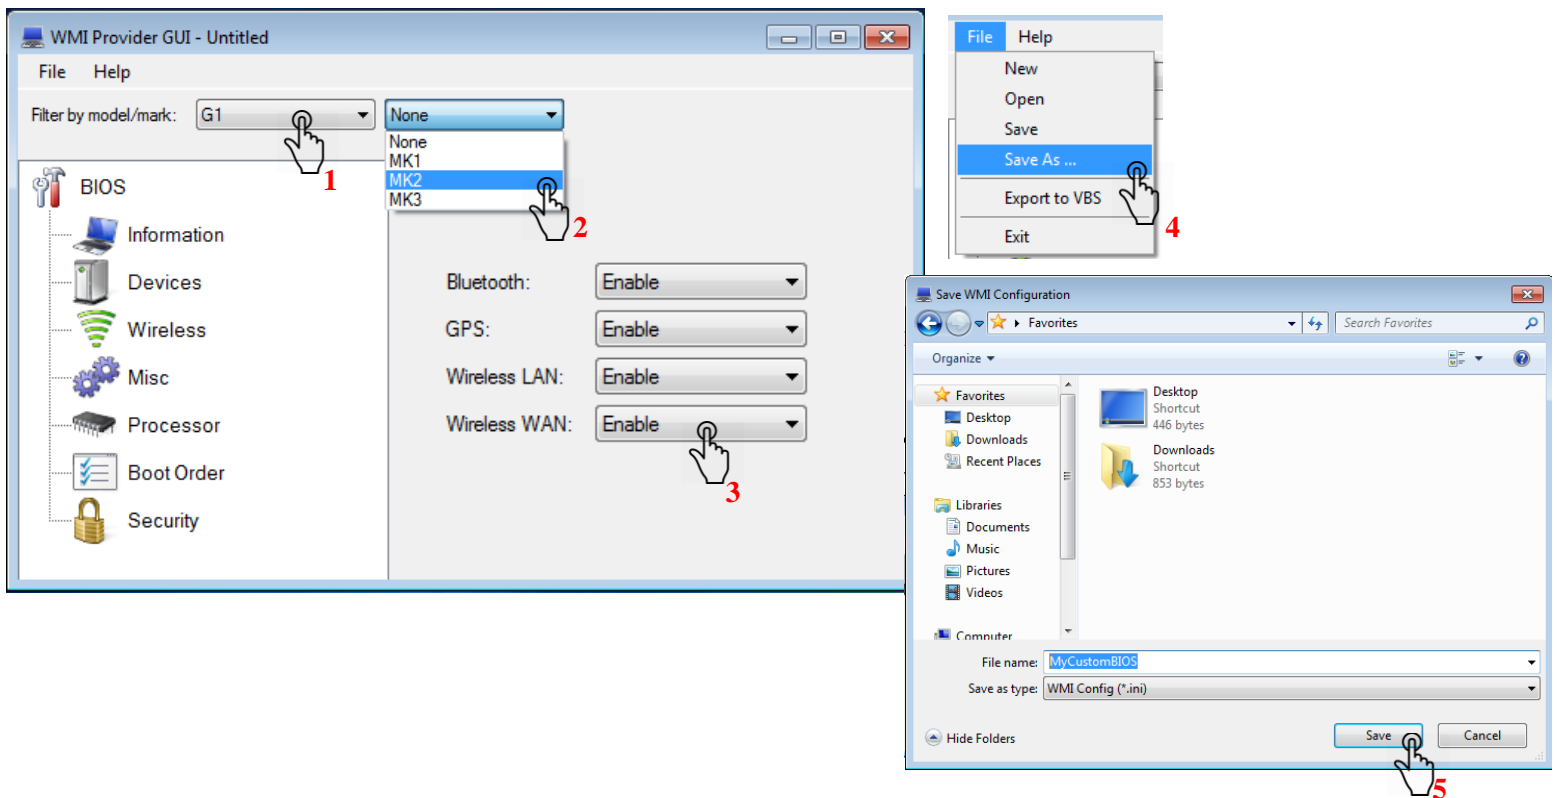 WMI Provider GUI - Untitled
File Help
Filter by model/mark: G1 None
None
MK1
MK2
MK3
1
2
BIOS
Information
Devices
Wireless
Misc
Processor
Boot Order
Security
Bluetooth: Enable
GPS: Enable
Wireless LAN: Enable
Wireless WAN: Enable
3
File Help
New
Open
Save
Save As ...
Export to VBS
Exit
4
Save WMI Configuration
Favorites
Search Favorites
Organize
Favorites
Desktop
Downloads
Recent Places
Libraries
Documents
Music
Pictures
Videos
Computer
Desktop
Shortcut
446 bytes
Downloads
Shortcut
853 bytes
File name: MyCustomBIOS
Save as type: WMI Config (*.ini)
Hide Folders
Save
Cancel
5